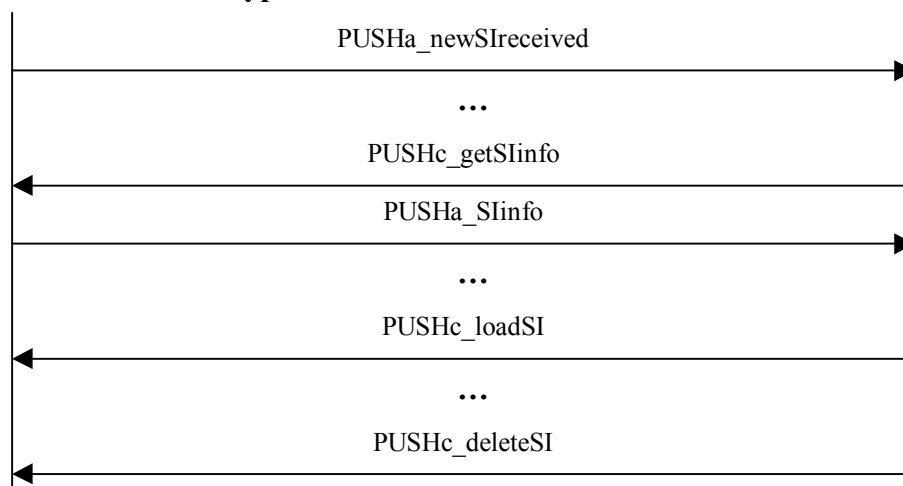 PUSHa_newSIreceived
...
PUSHc_getSIinfo
PUSHa_SIinfo
...
PUSHc_loadSI
...
PUSHc_deleteSI